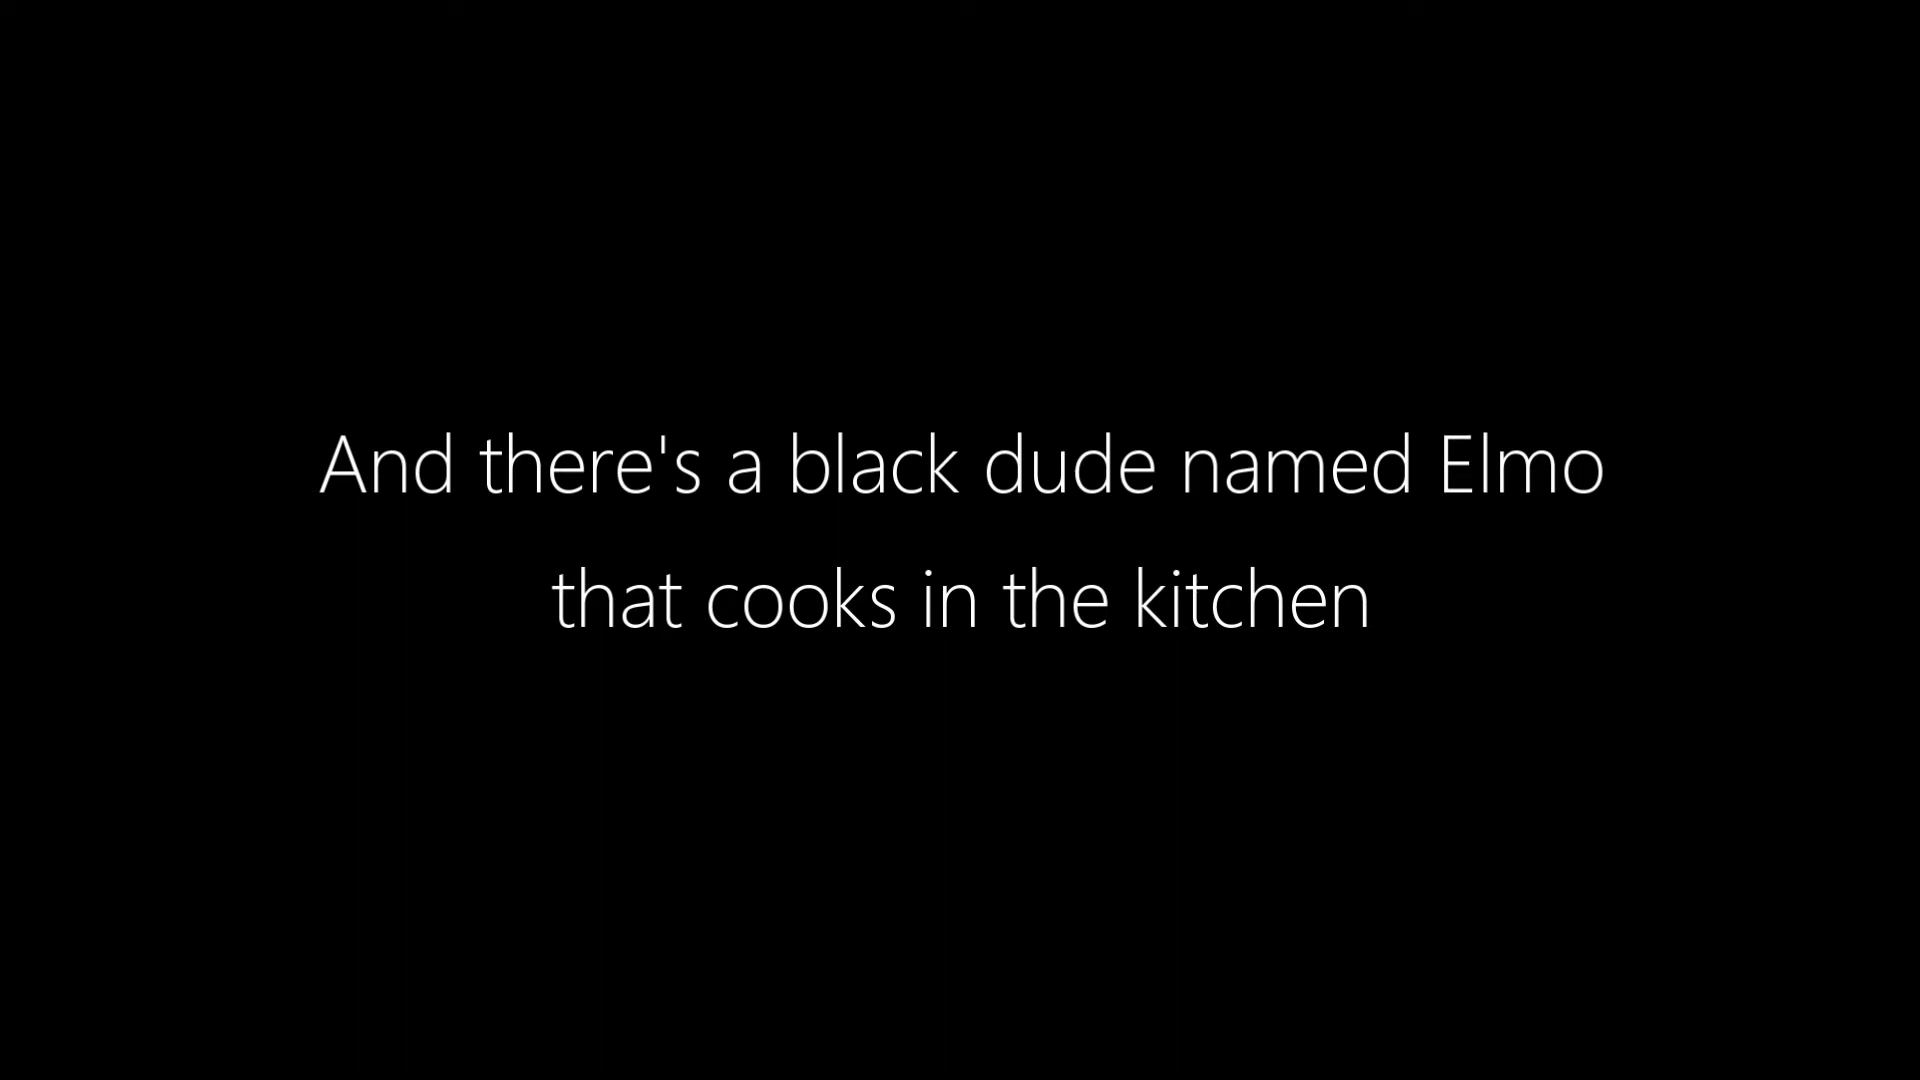 And there's a black dude named Elmo
that cooks in the kitchen